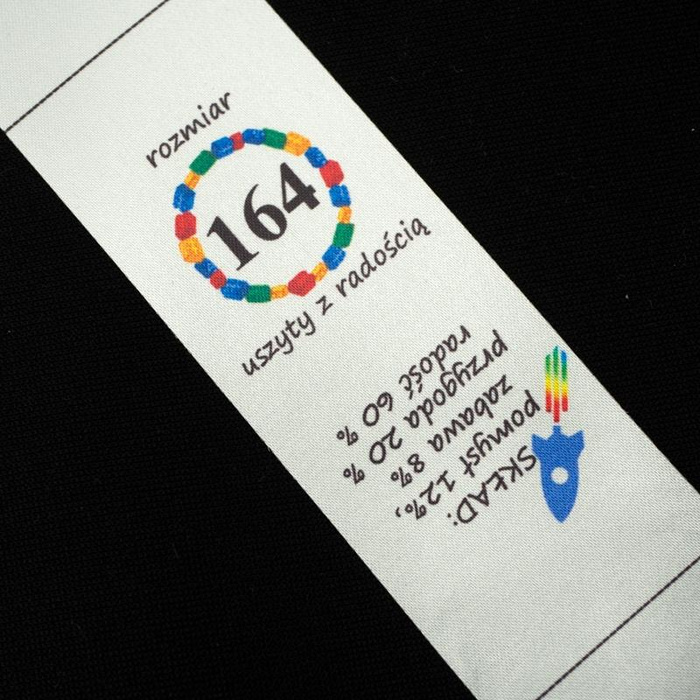 rozmiar
164
uszyty z radością
SKŁAD:
pomysł 12%,
zabawa 8%
przygoda 20 %
radość 60 %